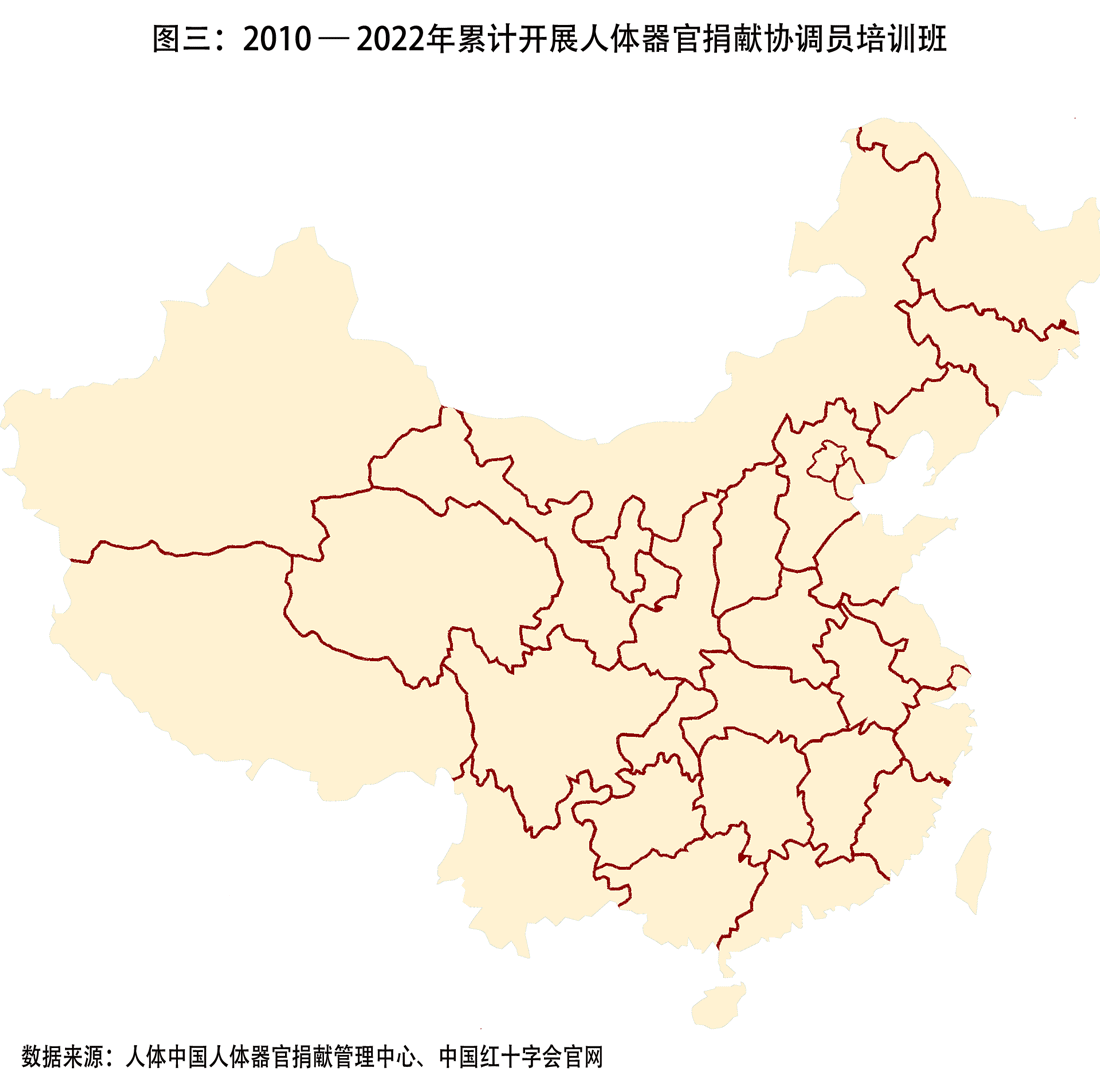 图三：2010 — 2022年累计开展人体器官捐献协调员培训班
数据来源：人体中国人体器官捐献管理中心、中国红十字会官网